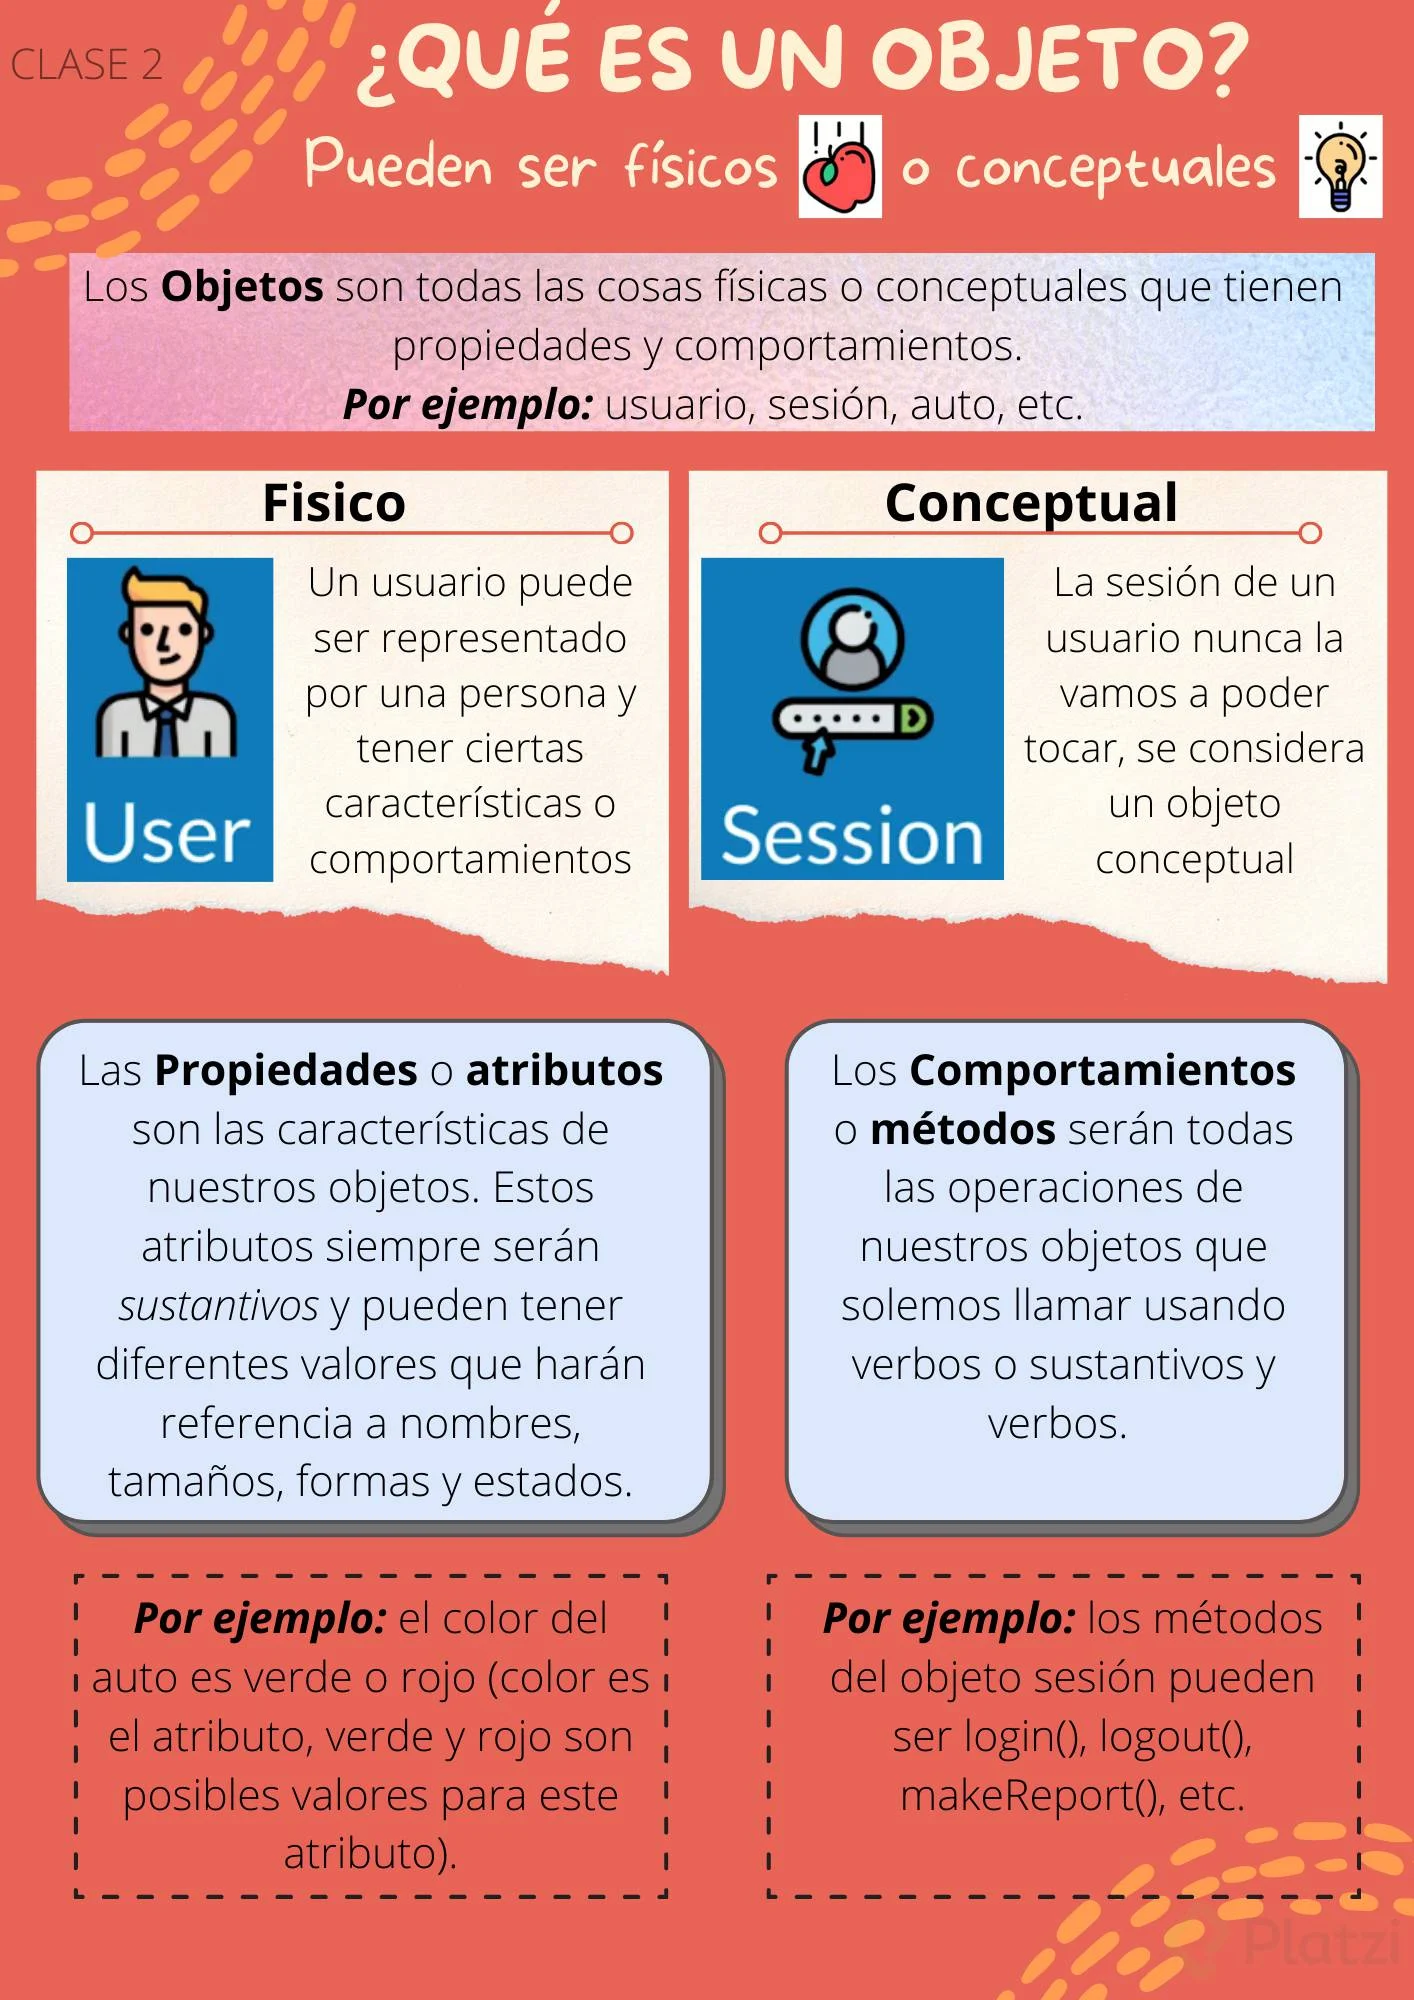 CLASE 2
¿QUÉ ES UN OBJETO?
Pueden ser físicos o conceptuales
Los Objetos son todas las cosas físicas o conceptuales que tienen
propiedades y comportamientos.
Por ejemplo: usuario, sesión, auto, etc.
Fisico
User
Un usuario puede
ser representado
por una persona y
tener ciertas
características o
comportamientos
Conceptual
Session
La sesión de un
usuario nunca la
vamos a poder
tocar, se considera
un objeto
conceptual
Las Propiedades o atributos
son las características de
nuestros objetos. Estos
atributos siempre serán
sustantivos y pueden tener
diferentes valores que harán
referencia a nombres,
tamaños, formas y estados.
Los Comportamientos
o métodos serán todas
las operaciones de
nuestros objetos que
solemos llamar usando
verbos o sustantivos y
verbos.
Por ejemplo: el color del
auto es verde o rojo (color es
el atributo, verde y rojo son
posibles valores para este
atributo).
Por ejemplo: los métodos
del objeto sesión pueden
ser login(), logout(),
makeReport(), etc.
Platzi